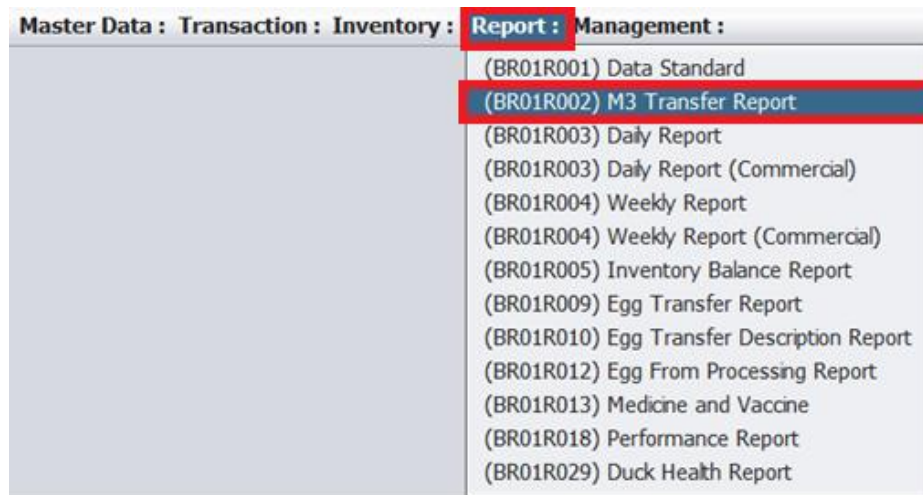 Master Data : Transaction : Inventory : Report : Management :
(BR01R001) Data Standard
(BR01R002) M3 Transfer Report
(BR01R003) Daily Report
(BR01R003) Daily Report (Commercial)
(BR01R004) Weekly Report
(BR01R004) Weekly Report (Commercial)
(BR01R005) Inventory Balance Report
(BR01R009) Egg Transfer Report
(BR01R010) Egg Transfer Description Report
(BR01R012) Egg From Processing Report
(BR01R013) Medicine and Vaccine
(BR01R018) Performance Report
(BR01R029) Duck Health Report